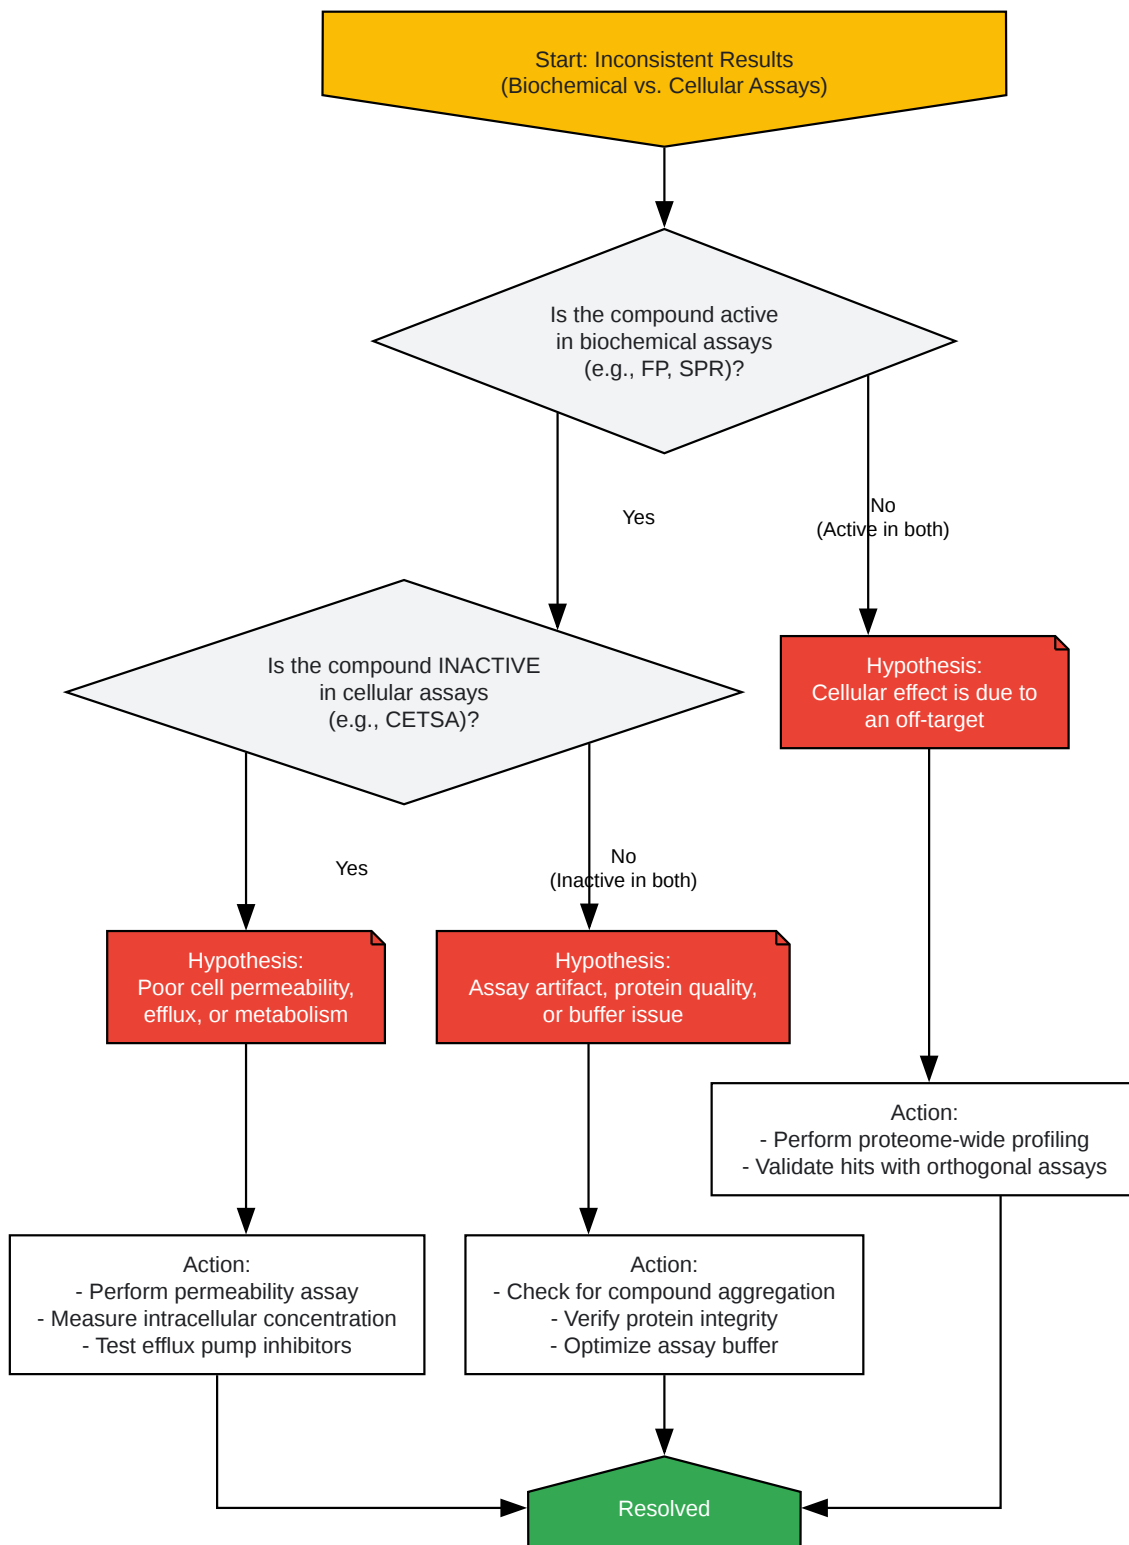 Start: Inconsistent Results
(Biochemical vs. Cellular Assays)
Is the compound active
in biochemical assays
(e.g., FP, SPR)?
Yes
No
(Active in both)
Is the compound INACTIVE
in cellular assays
(e.g., CETSA)?
Hypothesis:
Cellular effect is due to
an off-target
Yes
No
(Inactive in both)
Hypothesis:
Poor cell permeability,
efflux, or metabolism
Hypothesis:
Assay artifact, protein quality,
or buffer issue
Action:
- Perform proteome-wide profiling
- Validate hits with orthogonal assays
Action:
- Perform permeability assay
- Measure intracellular concentration
- Test efflux pump inhibitors
Action:
- Check for compound aggregation
- Verify protein integrity
- Optimize assay buffer
Resolved